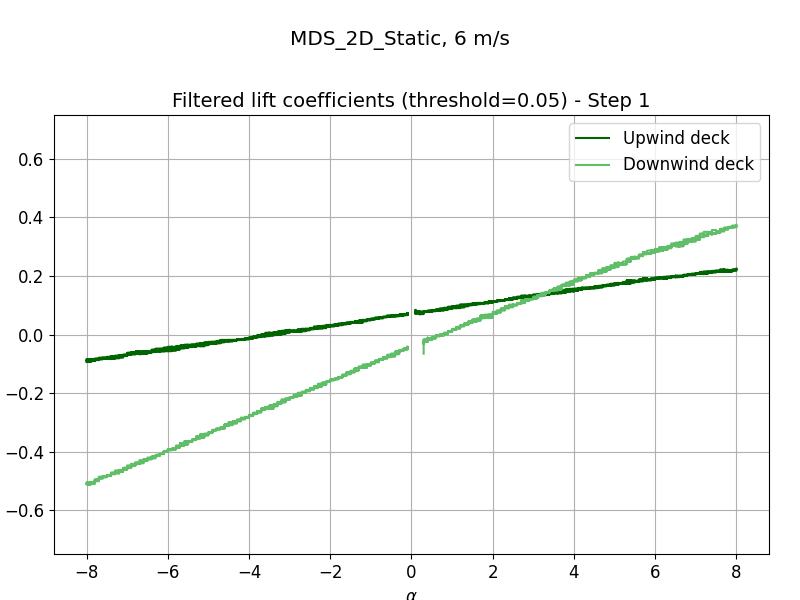 MDS_2D_Static, 6 m/s
Filtered lift coefficients (threshold=0.05) - Step 1
Upwind deck
Downwind deck
0.6
0.4
0.2
0.0
−0.2
−0.4
−0.6
−8 −6 −4 −2 0 2 4 6 8
α